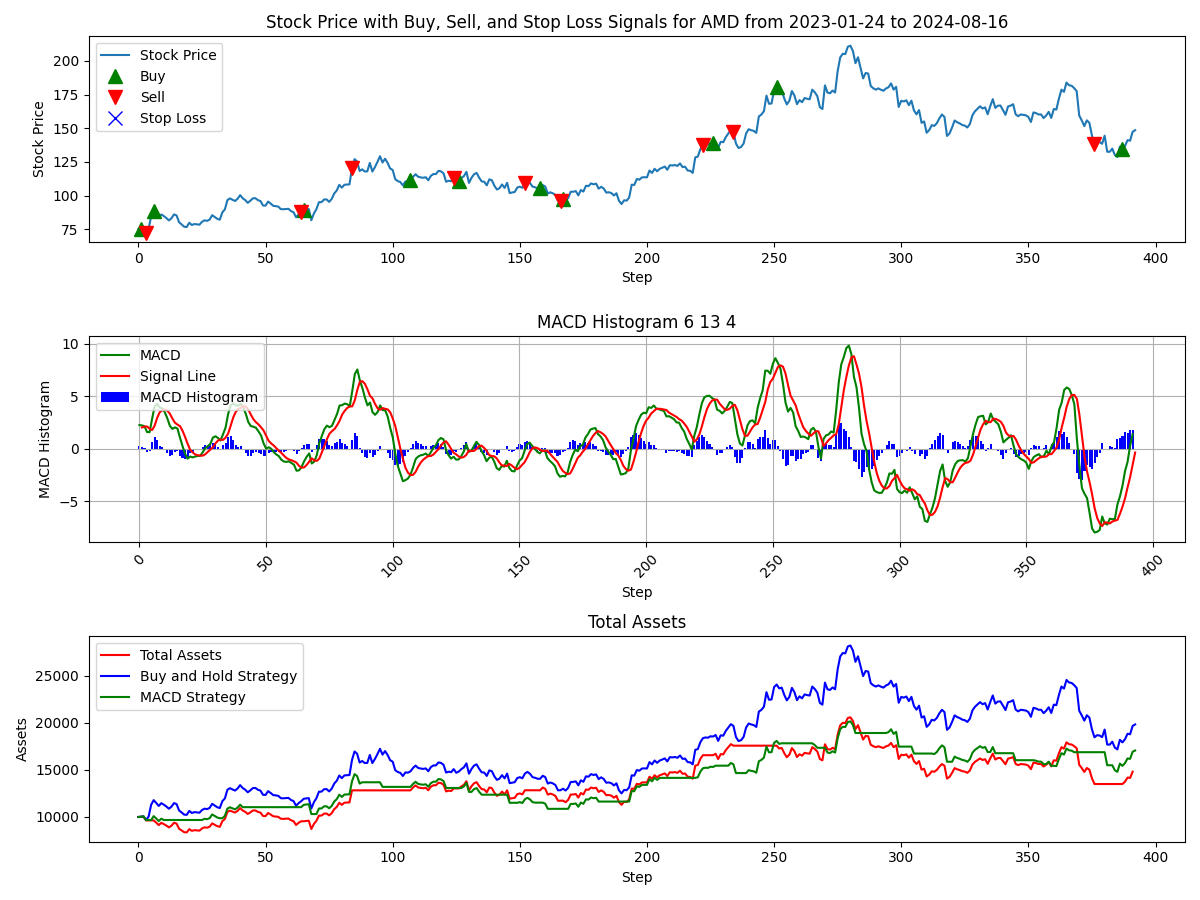 Stock Price with Buy, Sell, and Stop Loss Signals for AMD from 2023-01-24 to 2024-08-16
Stock Price
Buy
Sell
Stop Loss
200
175
150
125
100
75
Stock Price
0 50 100 150 200 250 300 350 400
Step
MACD Histogram 6 13 4
MACD
Signal Line
MACD Histogram
10
5
0
−5
MACD Histogram
0 50 100 150 200 250 300 350 400
Step
Total Assets
Total Assets
Buy and Hold Strategy
MACD Strategy
25000
20000
15000
10000
Assets
0 50 100 150 200 250 300 350 400
Step